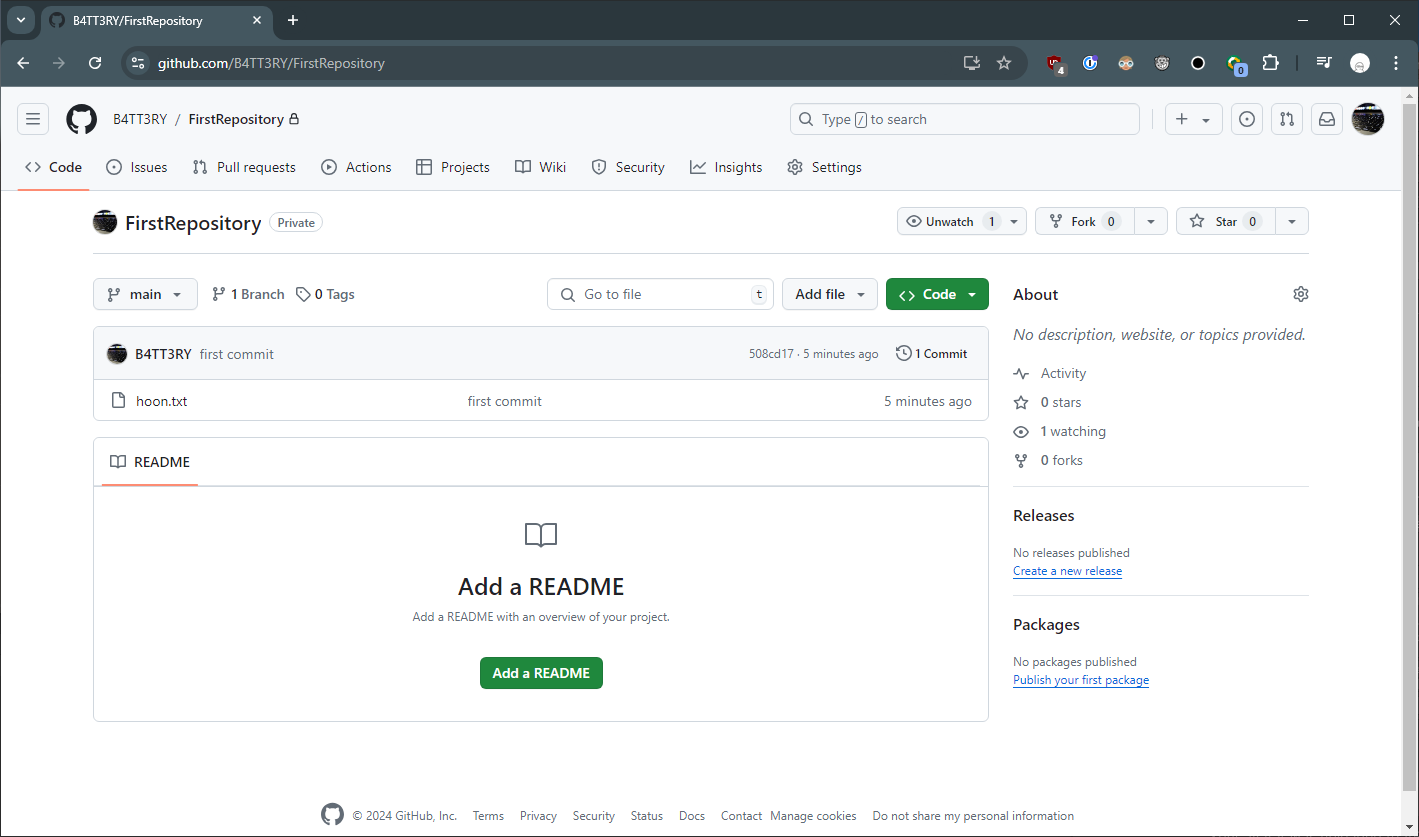 B4TT3RY/FirstRepository
github.com/B4TT3RY/FirstRepository
4
0
B4TT3RY / FirstRepository
Type / to search
Code Issues Pull requests Actions Projects Wiki Security Insights Settings
FirstRepository Private
Unwatch 1 Fork 0 Star 0
main 1 Branch 0 Tags
Go to file t Add file Code
B4TT3RY first commit 508cd17 · 5 minutes ago 1 Commit
hoon.txt first commit 5 minutes ago
README
Add a README
Add a README with an overview of your project.
Add a README
About
No description, website, or topics provided.
Activity
0 stars
1 watching
0 forks
Releases
No releases published
Create a new release
Packages
No packages published
Publish your first package
© 2024 GitHub, Inc. Terms Privacy Security Status Docs Contact Manage cookies Do not share my personal information